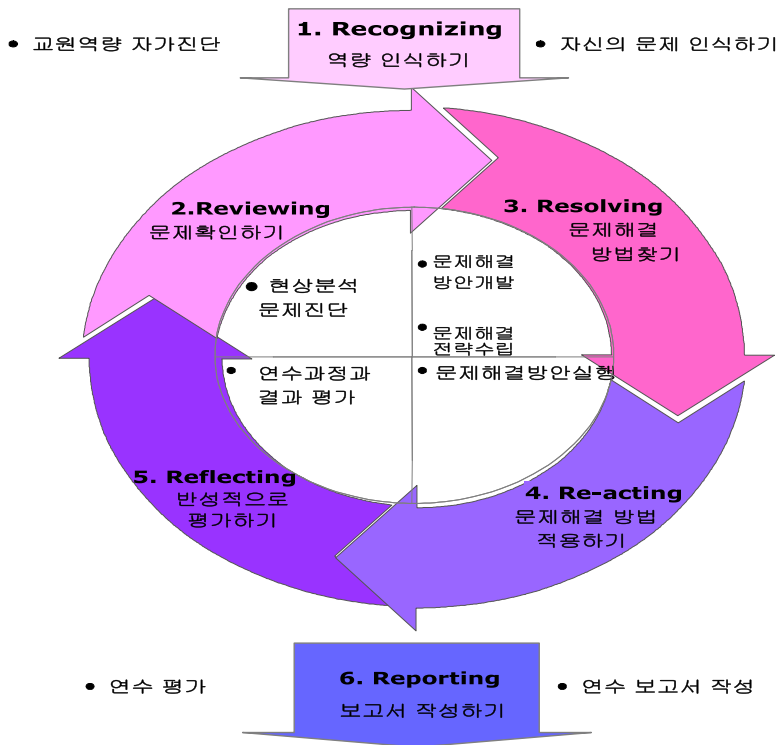 1. Recognizing
역량 인식하기
• 교원역량 자가진단
• 자신의 문제 인식하기
2.Reviewing
문제확인하기
• 현상분석
문제진단
3. Resolving
문제해결
방법찾기
• 문제해결
방안개발
• 문제해결
전략수립
• 문제해결방안실행
4. Re-acting
문제해결 방법
적용하기
• 연수과정과
결과 평가
5. Reflecting
반성적으로
평가하기
6. Reporting
보고서 작성하기
• 연수 평가
• 연수 보고서 작성